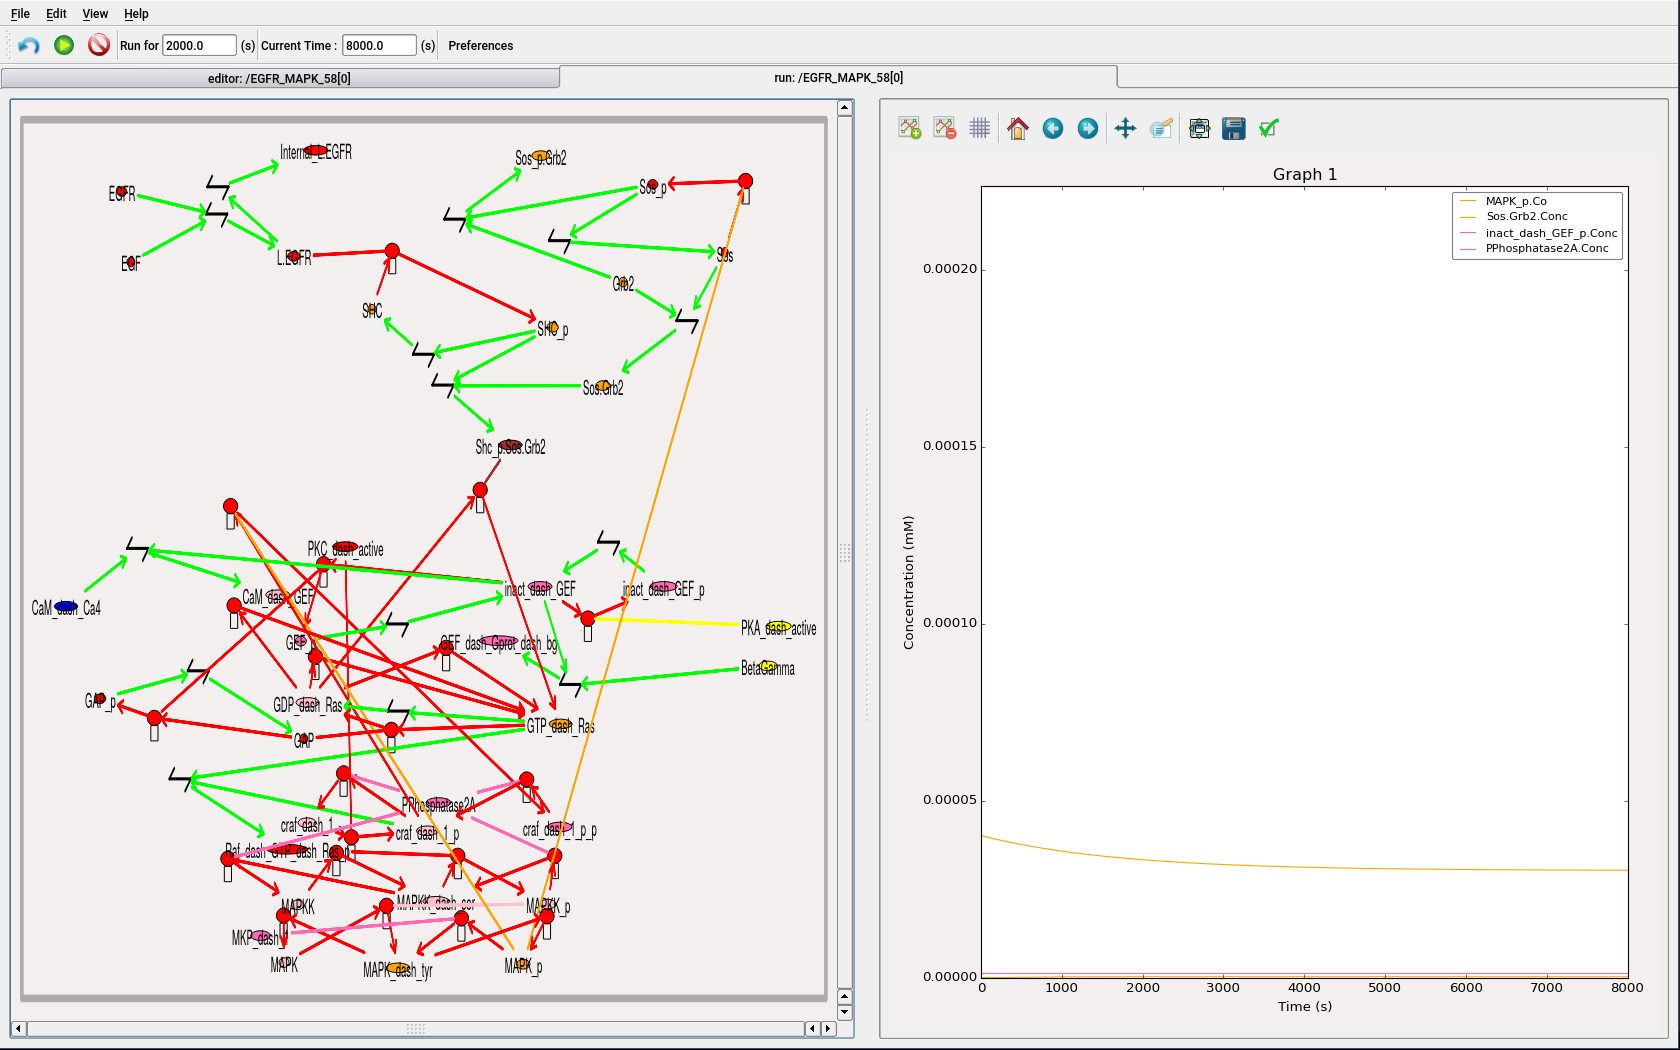 File Edit View Help
Run for 2000.0 (s) Current Time : 8000.0 (s) Preferences
editor: /EGFR_MAPK_58[0]
run: /EGFR_MAPK_58[0]
Internal_L.EGFR
Sos_p.Grb2
EGFR
Sos_p
EGF
L.EGFR
Sos
Grb2
SHC
SHC_p
Sos.Grb2
Shc_p.Sos.Grb2
PKC_dash_active
inact_dash_GEF
inact_dash_GEF_p
CaM_dash_GEF
CaM_dash_Ca4
PKA_dash_active
GEF_dash_Gprot_dash_bg
BetaGamma
GAP_p
GDP_dash_Ras
GTP_dash_Ras
GAP
PPhosphatase2A
craf_dash_1
craf_dash_1_p
craf_dash_1_p_p
Raf_dash_GTP_dash_Ras_p
MAPKK
MAPKK_dash_ser
MAPKK_p
MKP_dash_1
MAPK
MAPK_dash_tyr
MAPK_p
Graph 1
MAPK_p.Co
Sos.Grb2.Conc
inact_dash_GEF_p.Conc
PPhosphatase2A.Conc
Concentration (mM)
0.00020
0.00015
0.00010
0.00005
0.00000
0 1000 2000 3000 4000 5000 6000 7000 8000
Time (s)